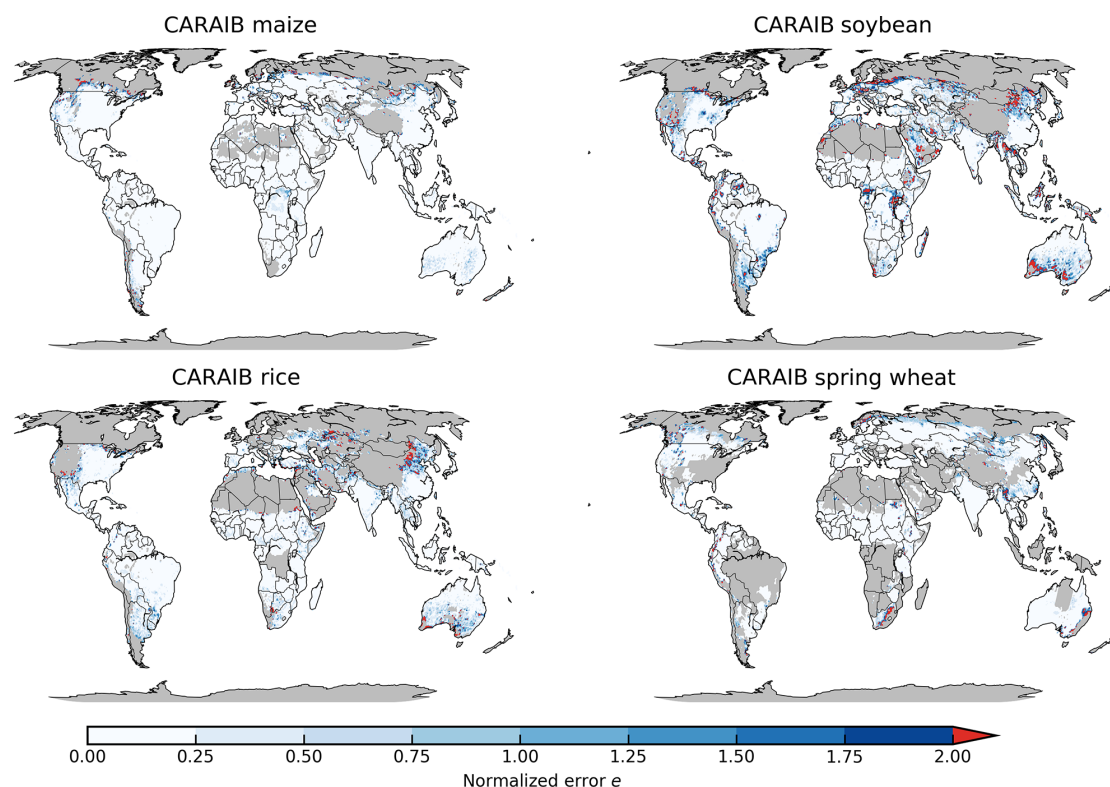 CARAIB maize
CARAIB soybean
CARAIB rice
CARAIB spring wheat
0.00 0.25 0.50 0.75 1.00 1.25 1.50 1.75 2.00
Normalized error e